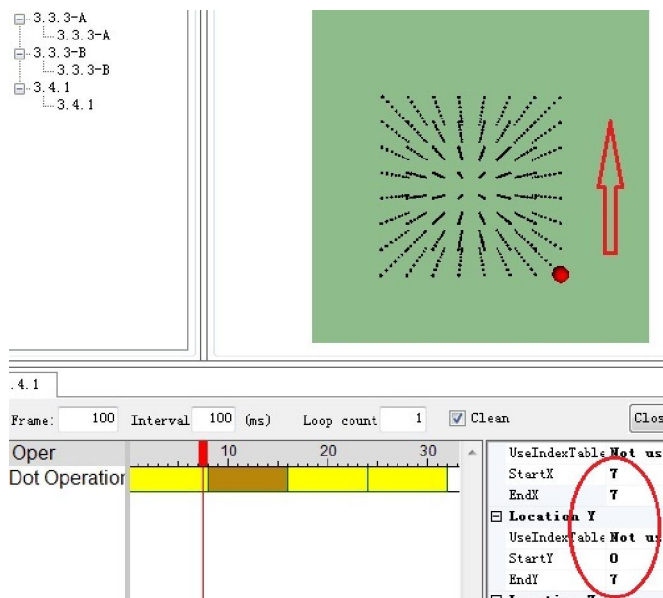 3.3.3-A
3.3.3-A
3.3.3-B
3.3.3-B
3.4.1
3.4.1
.4.1
Frame: 100 Interval 100 (ms) Loop count 1 Clean Clos
Oper 10 20 30
Dot Operation
UseIndexTable Not us
StartX 7
EndX 7
Location Y
UseIndexTable Not us
StartY 0
EndY 7